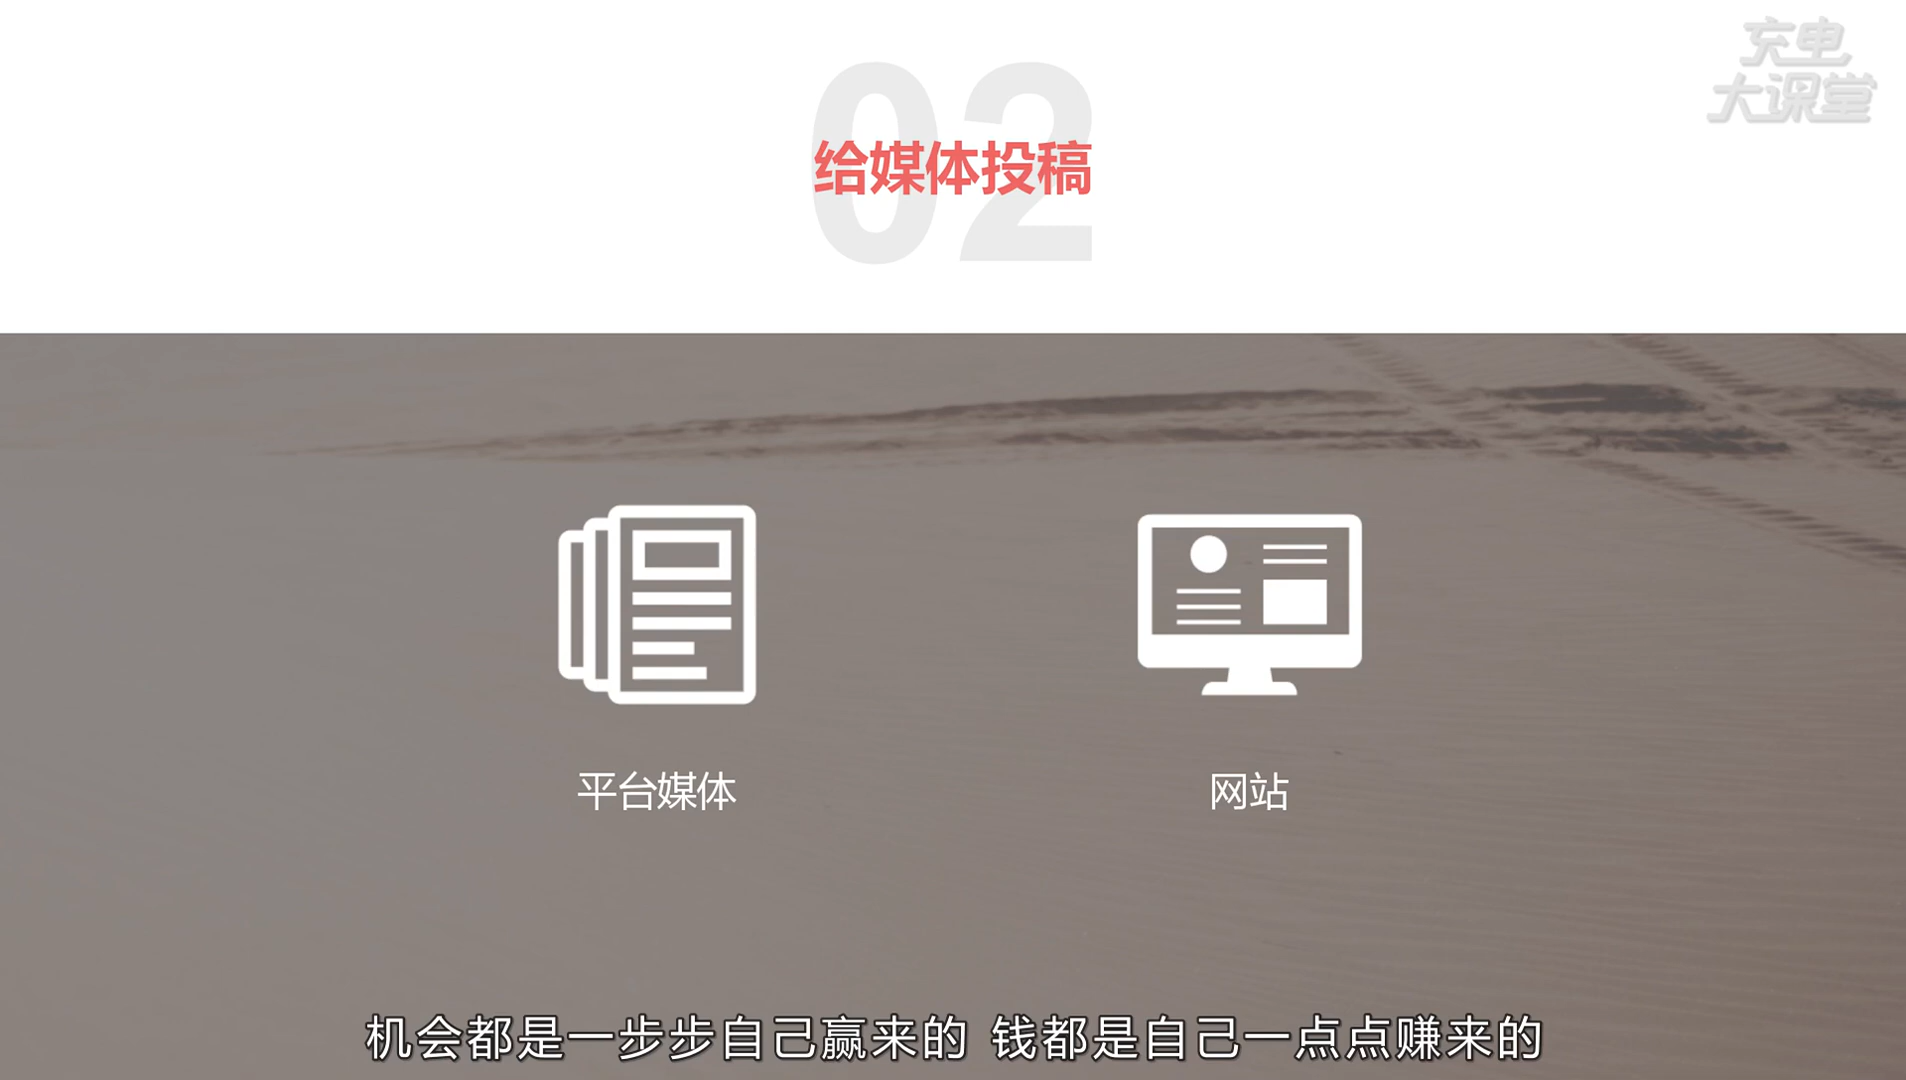 充电
大课堂
02
给媒体投稿
平台媒体
网站
机会都是一步步自己赢来的 钱都是自己一点点赚来的